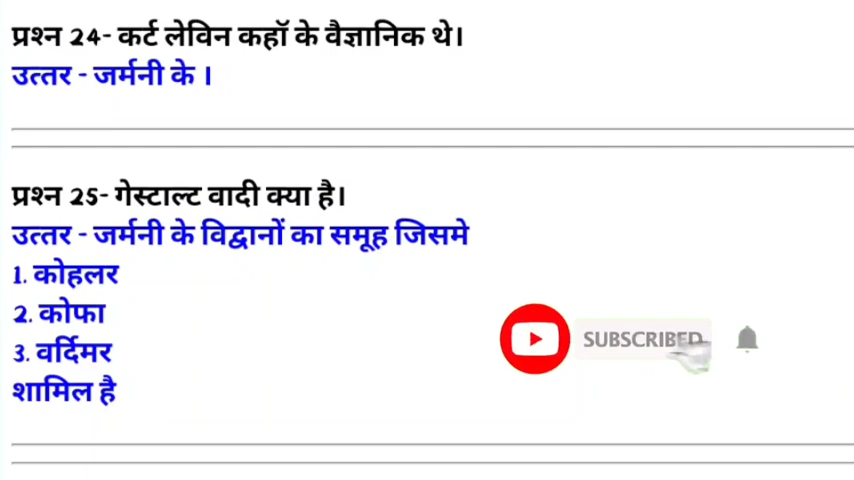 प्रश्न 24- कर्ट लेविन कहॉ के वैज्ञानिक थे।
उत्तर - जर्मनी के ।
प्रश्न 25- गेस्टाल्ट वादी क्या है।
उत्तर - जर्मनी के विद्वानों का समूह जिसमे
1. कोहलर
2. कोफा
3. वर्दिमर
शामिल है
SUBSCRIBED